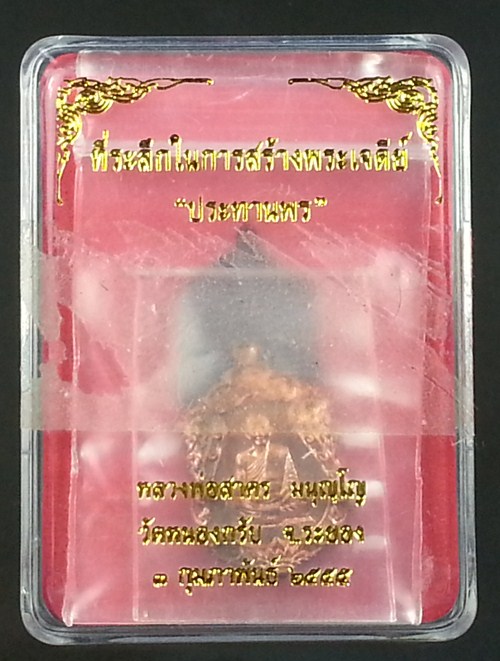 ที่ระลึกในการสร้างพระเจดีย์
"ประทานพร"
หลวงพ่อสาคร มนุญโญ
วัดหนองกรับ จ.ระยอง
๓ กุมภาพันธ์ ๒๕๕๕